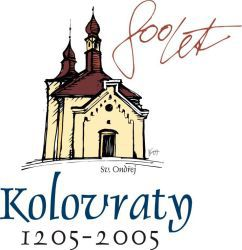 800 let
Sv. Ondřej
Kolovraty
1205-2005